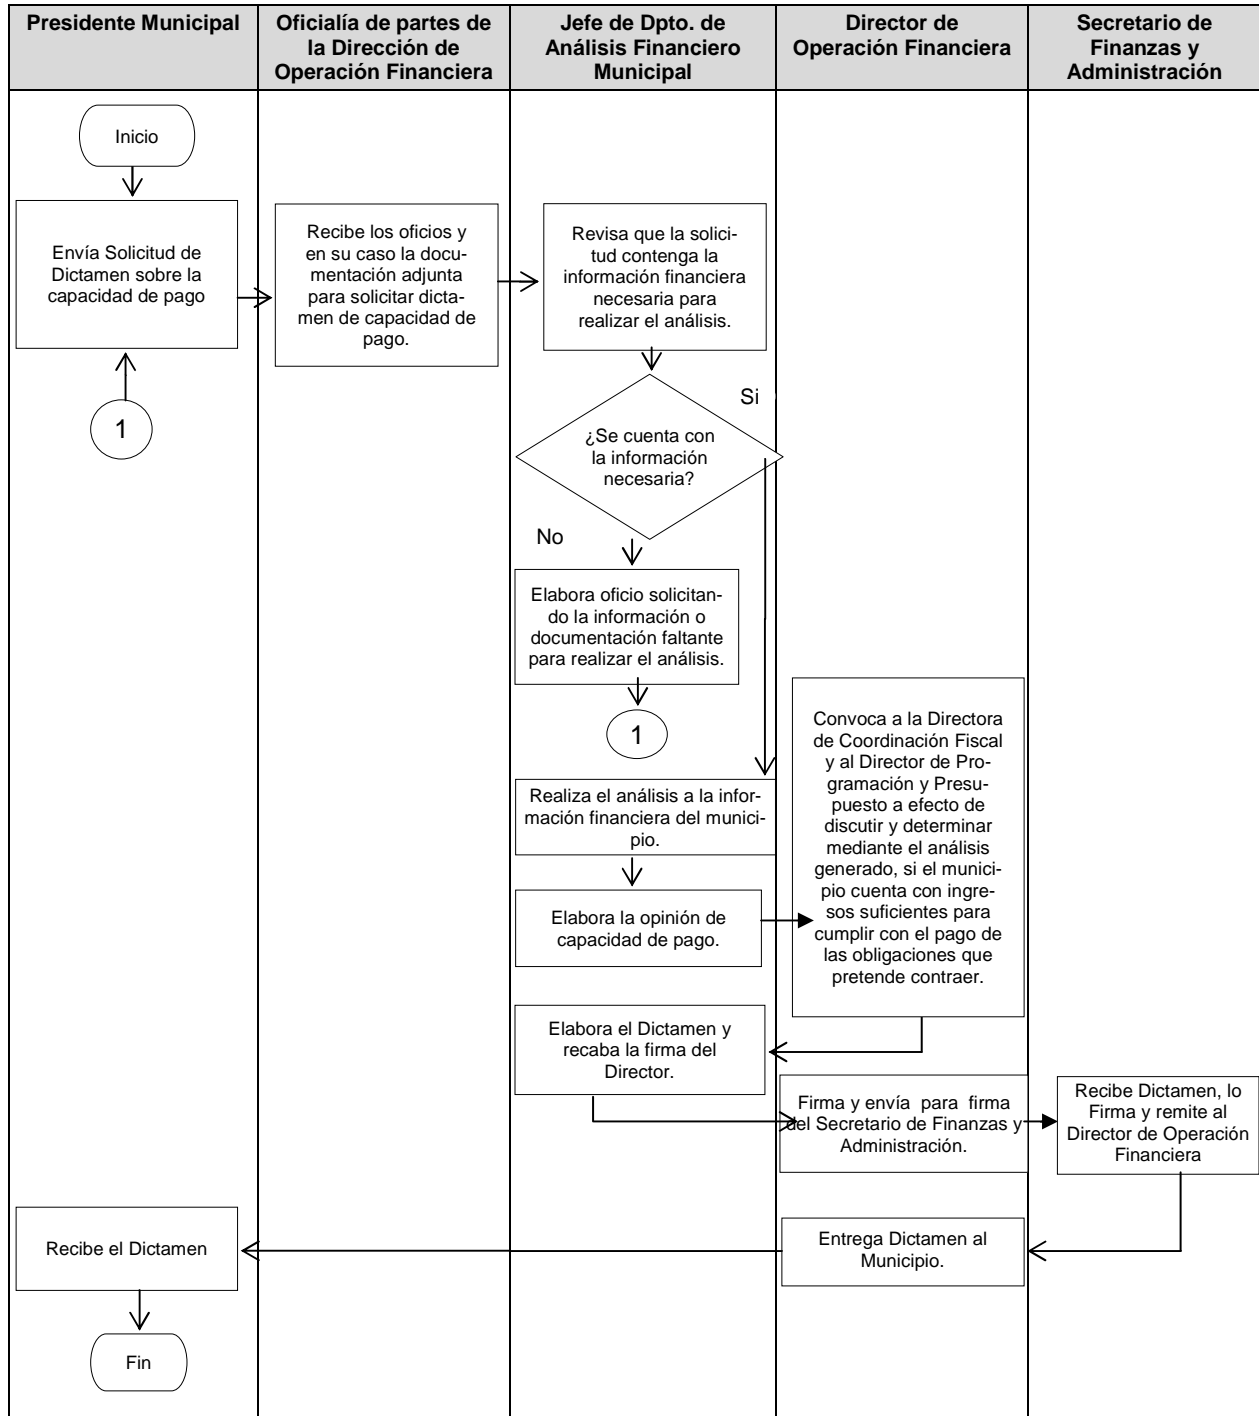 Presidente Municipal
Oficialía de partes de
la Dirección de
Operación Financiera
Jefe de Dpto. de
Análisis Financiero
Municipal
Director de
Operación Financiera
Secretario de
Finanzas y
Administración
Inicio
Envía Solicitud de
Dictamen sobre la
capacidad de pago
1
Recibe los oficios y
en su caso la docu-
mentación adjunta
para solicitar dicta-
men de capacidad de
pago.
Revisa que la solici-
tud contenga la
información financiera
necesaria para
realizar el análisis.
Si
¿Se cuenta con
la información
necesaria?
No
Elabora oficio solicitan-
do la información o
documentación faltante
para realizar el análisis.
1
Realiza el análisis a la infor-
mación financiera del munici-
pio.
Elabora la opinión de
capacidad de pago.
Convoca a la Directora
de Coordinación Fiscal
y al Director de Pro-
gramación y Presu-
puesto a efecto de
discutir y determinar
mediante el análisis
generado, si el munici-
pio cuenta con ingre-
sos suficientes para
cumplir con el pago de
las obligaciones que
pretende contraer.
Elabora el Dictamen y
recaba la firma del
Director.
Firma y envía para firma
del Secretario de Finanzas y
Administración.
Recibe Dictamen, lo
Firma y remite al
Director de Operación
Financiera
Entrega Dictamen al
Municipio.
Recibe el Dictamen
Fin